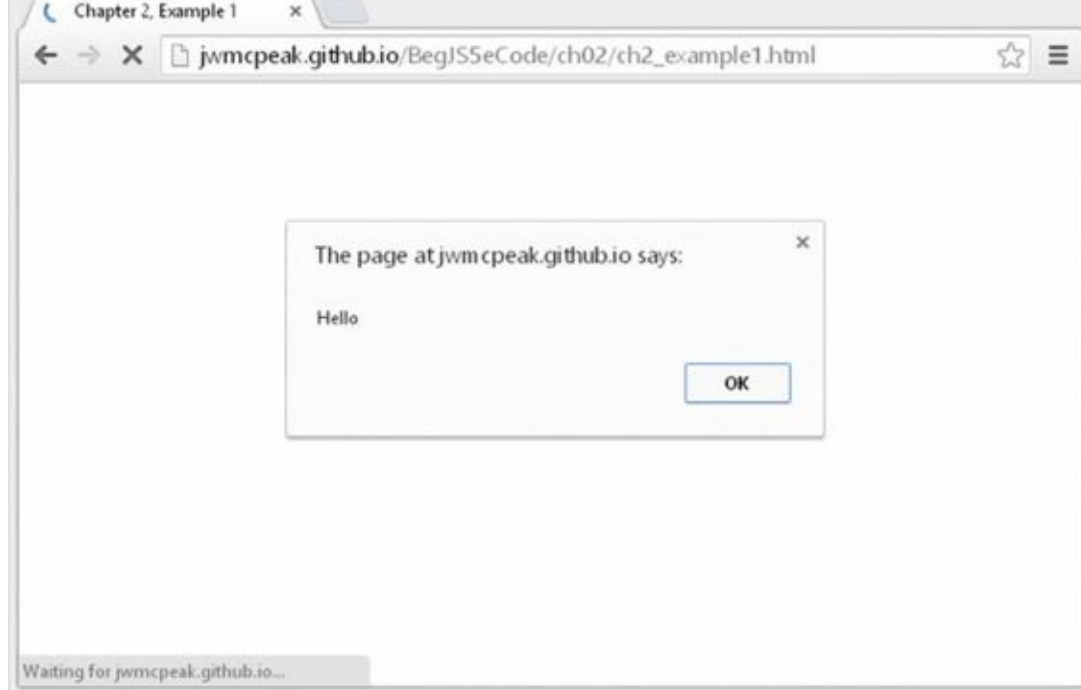 Chapter 2, Example 1
jwmcpeak.github.io/BegJS5eCode/ch02/ch2_example1.html
The page at jwmcpeak.github.io says:
Hello
OK
Waiting for jwmcpeak.github.io...